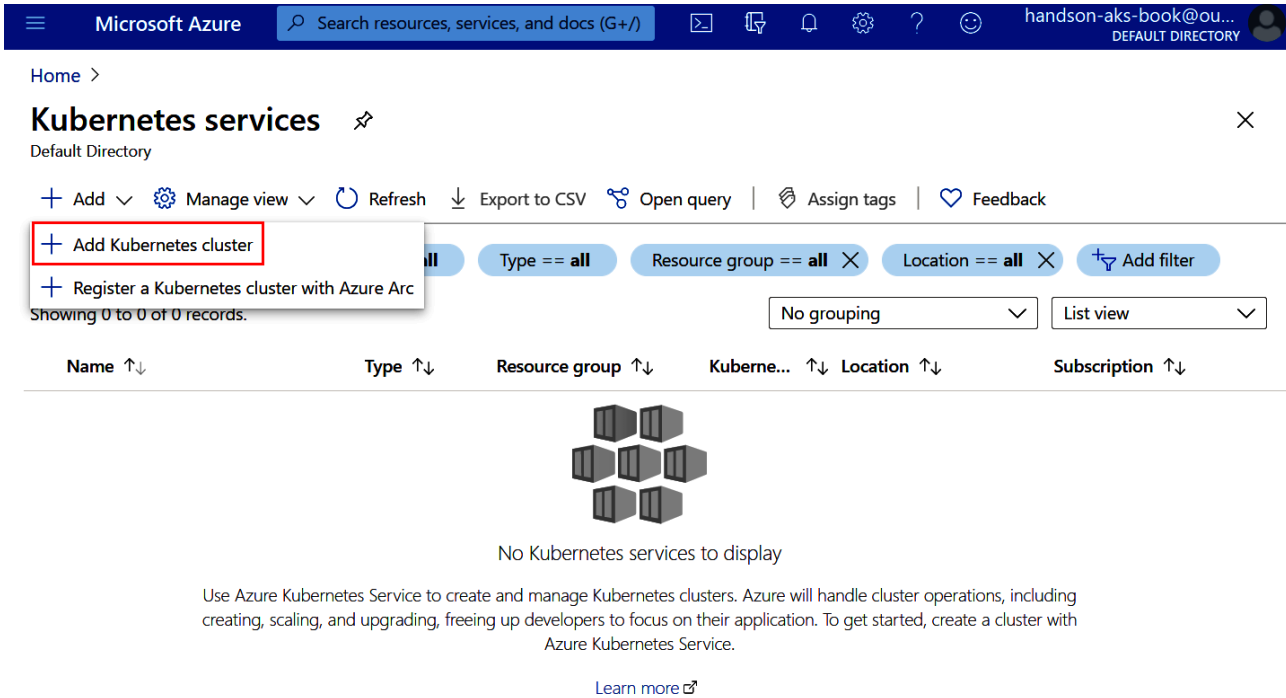 Microsoft Azure
Search resources, services, and docs (G+/)
handson-aks-book@ou...
DEFAULT DIRECTORY
Home >
Kubernetes services
Default Directory
Add Manage view Refresh Export to CSV Open query Assign tags Feedback
Add Kubernetes cluster
Register a Kubernetes cluster with Azure Arc
all Type == all Resource group == all Location == all Add filter
Showing 0 to 0 of 0 records.
No grouping List view
Name Type Resource group Kuberne... Location Subscription
No Kubernetes services to display
Use Azure Kubernetes Service to create and manage Kubernetes clusters. Azure will handle cluster operations, including
creating, scaling, and upgrading, freeing up developers to focus on their application. To get started, create a cluster with
Azure Kubernetes Service.
Learn more